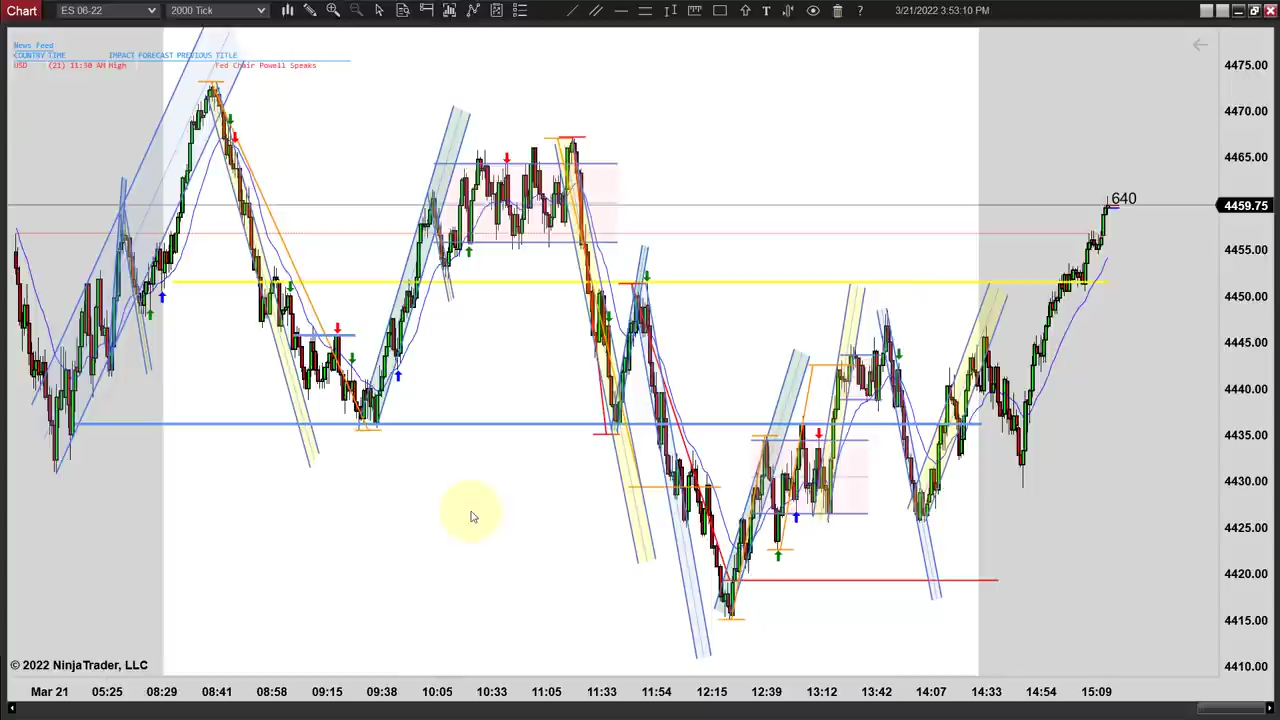 Chart ES 06-22 2000 Tick T ? 3/21/2022 3:53:10 PM
News Feed
COUNTRY TIME IMPACT FORECAST PREVIOUS TITLE
USD (21) 11:30 AM High Fed Chair Powell Speaks
4475.00
4470.00
4465.00
640
4459.75
4455.00
4450.00
4445.00
4440.00
4435.00
4430.00
4425.00
4420.00
4415.00
4410.00
© 2022 NinjaTrader, LLC
Mar 21 05:25 08:29 08:41 08:58 09:15 09:38 10:05 10:33 11:05 11:33 11:54 12:15 12:39 13:12 13:42 14:07 14:33 14:54 15:09